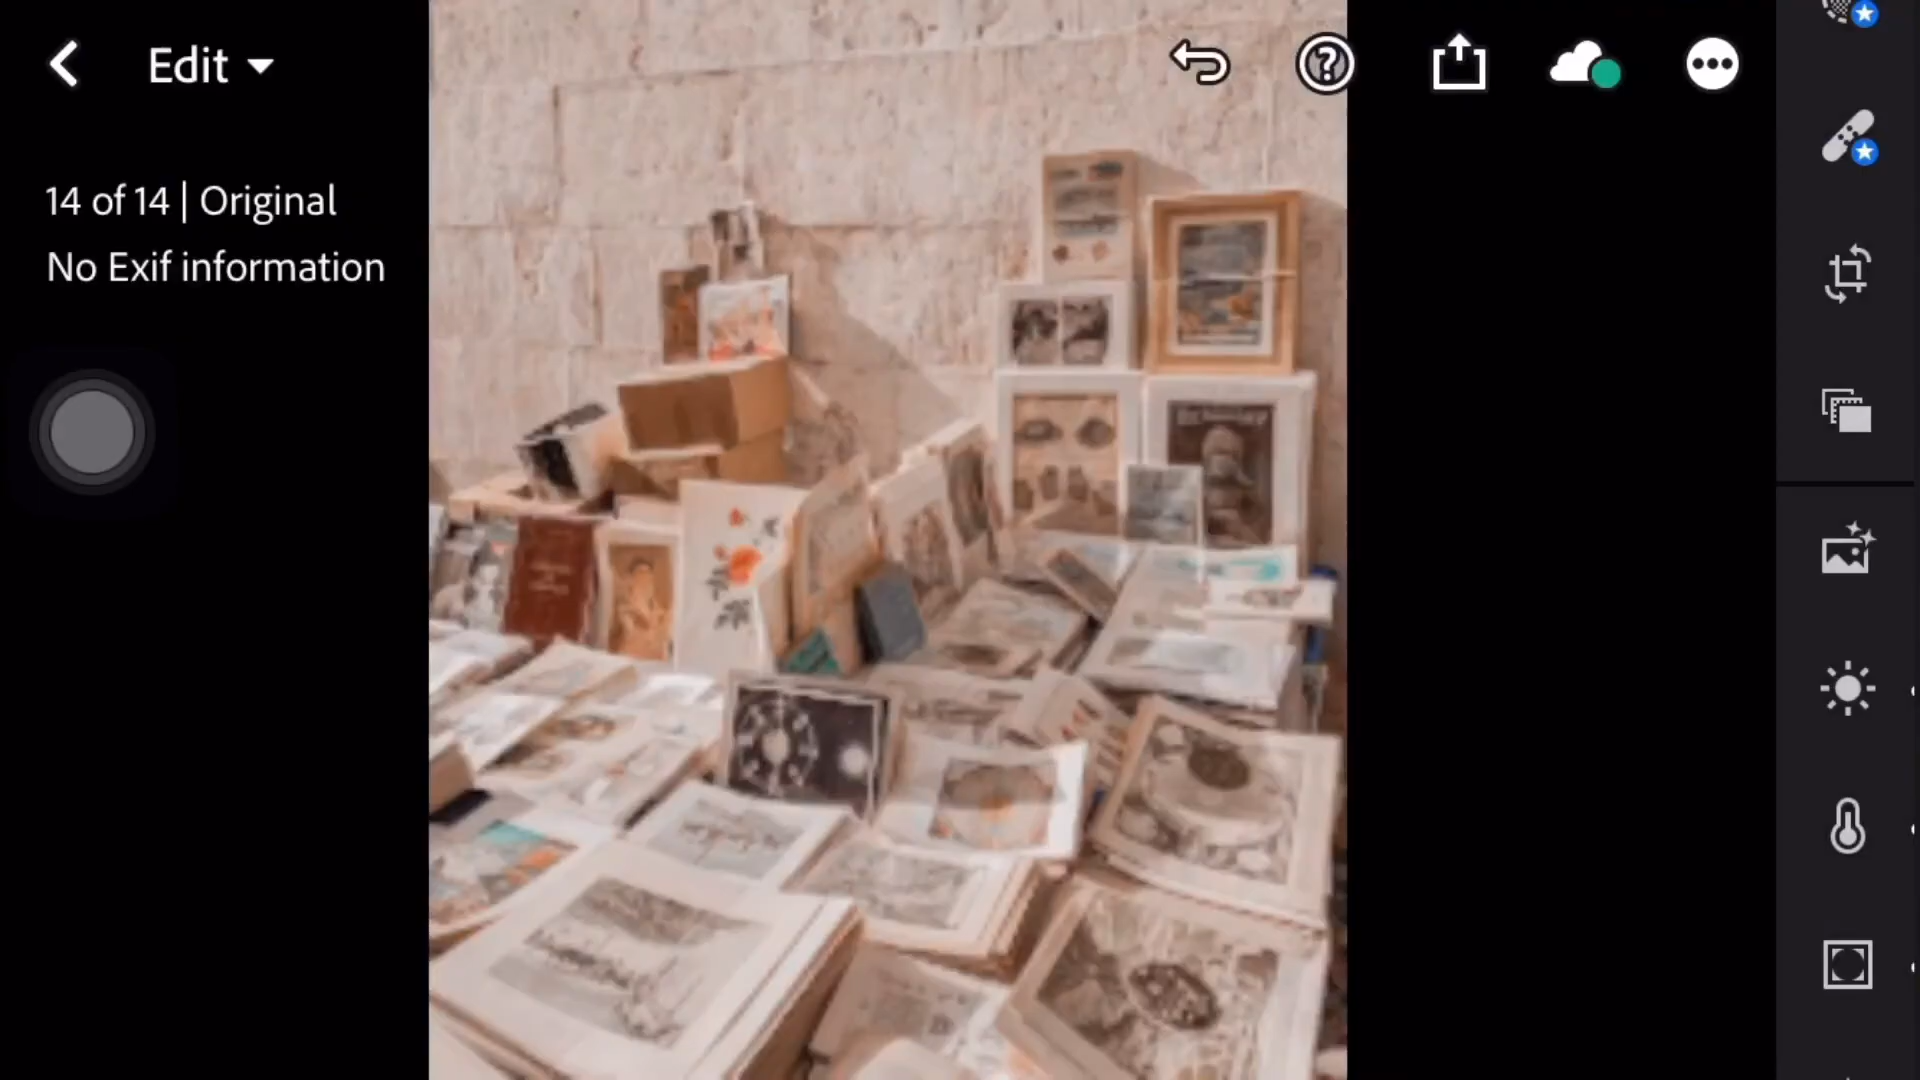 Edit
14 of 14 | Original
No Exif information